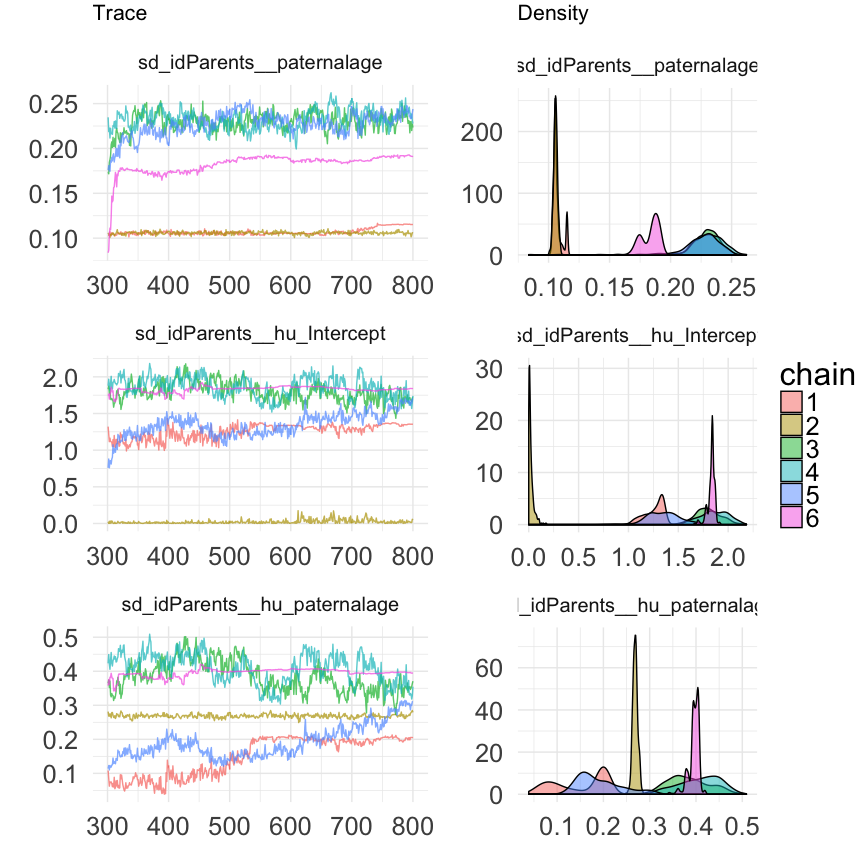 Trace
Density
sd_idParents__paternalage
sd_idParents__paternalage
0.25
0.20
0.15
0.10
300 400 500 600 700 800
200
100
0
0.10 0.15 0.20 0.25
sd_idParents__hu_Intercept
sd_idParents__hu_Intercep
2.0
1.5
1.0
0.5
0.0
300 400 500 600 700 800
30
20
10
0
0.0 0.5 1.0 1.5 2.0
sd_idParents__hu_paternalage
_idParents__hu_paternala
0.5
0.4
0.3
0.2
0.1
300 400 500 600 700 800
60
40
20
0
0.1 0.2 0.3 0.4 0.5
chain
1
2
3
4
5
6